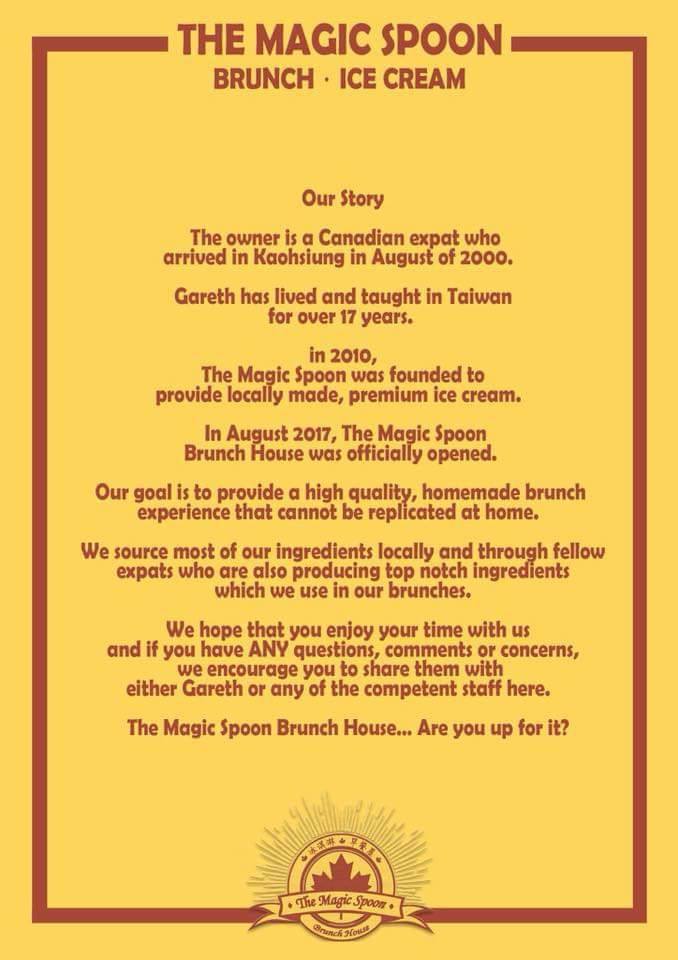 THE MAGIC SPOON
BRUNCH · ICE CREAM
Our Story
The owner is a Canadian expat who
arrived in Kaohsiung in August of 2000.
Gareth has lived and taught in Taiwan
for over 17 years.
in 2010,
The Magic Spoon was founded to
provide locally made, premium ice cream.
In August 2017, The Magic Spoon
Brunch House was officially opened.
Our goal is to provide a high quality, homemade brunch
experience that cannot be replicated at home.
We source most of our ingredients locally and through fellow
expats who are also producing top notch ingredients
which we use in our brunches.
We hope that you enjoy your time with us
and if you have ANY questions, comments or concerns,
we encourage you to share them with
either Gareth or any of the competent staff here.
The Magic Spoon Brunch House... Are you up for it?
冰淇淋 早餐屋
The Magic Spoon
Brunch House